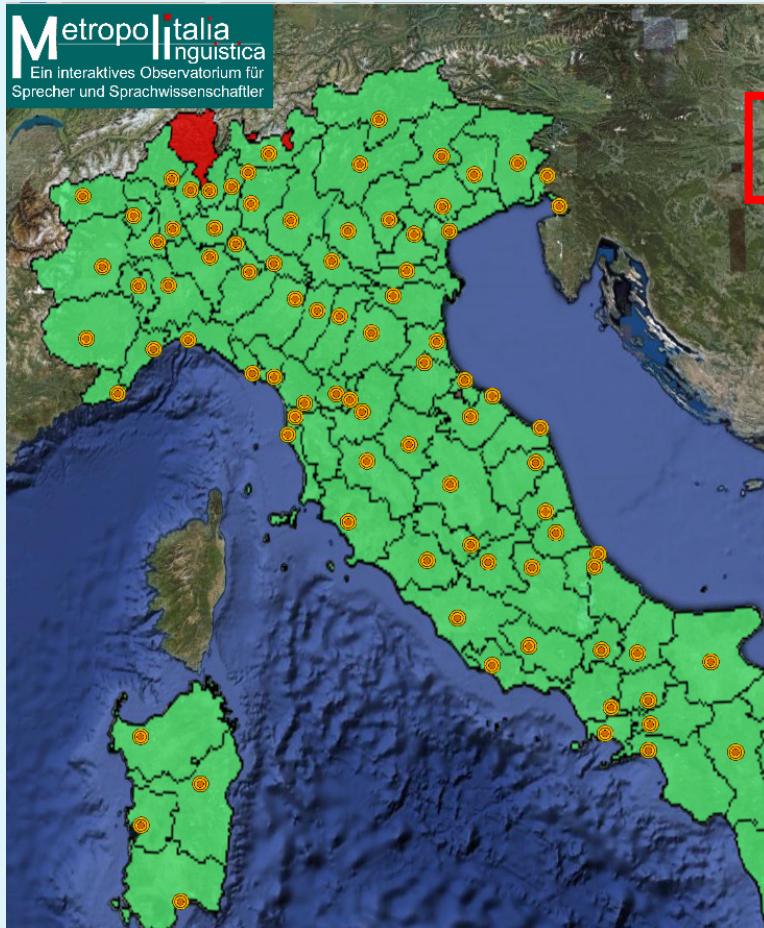 Metropolitalia
linguistica
Ein interaktives Observatorium für
Sprecher und Sprachwissenschaftler